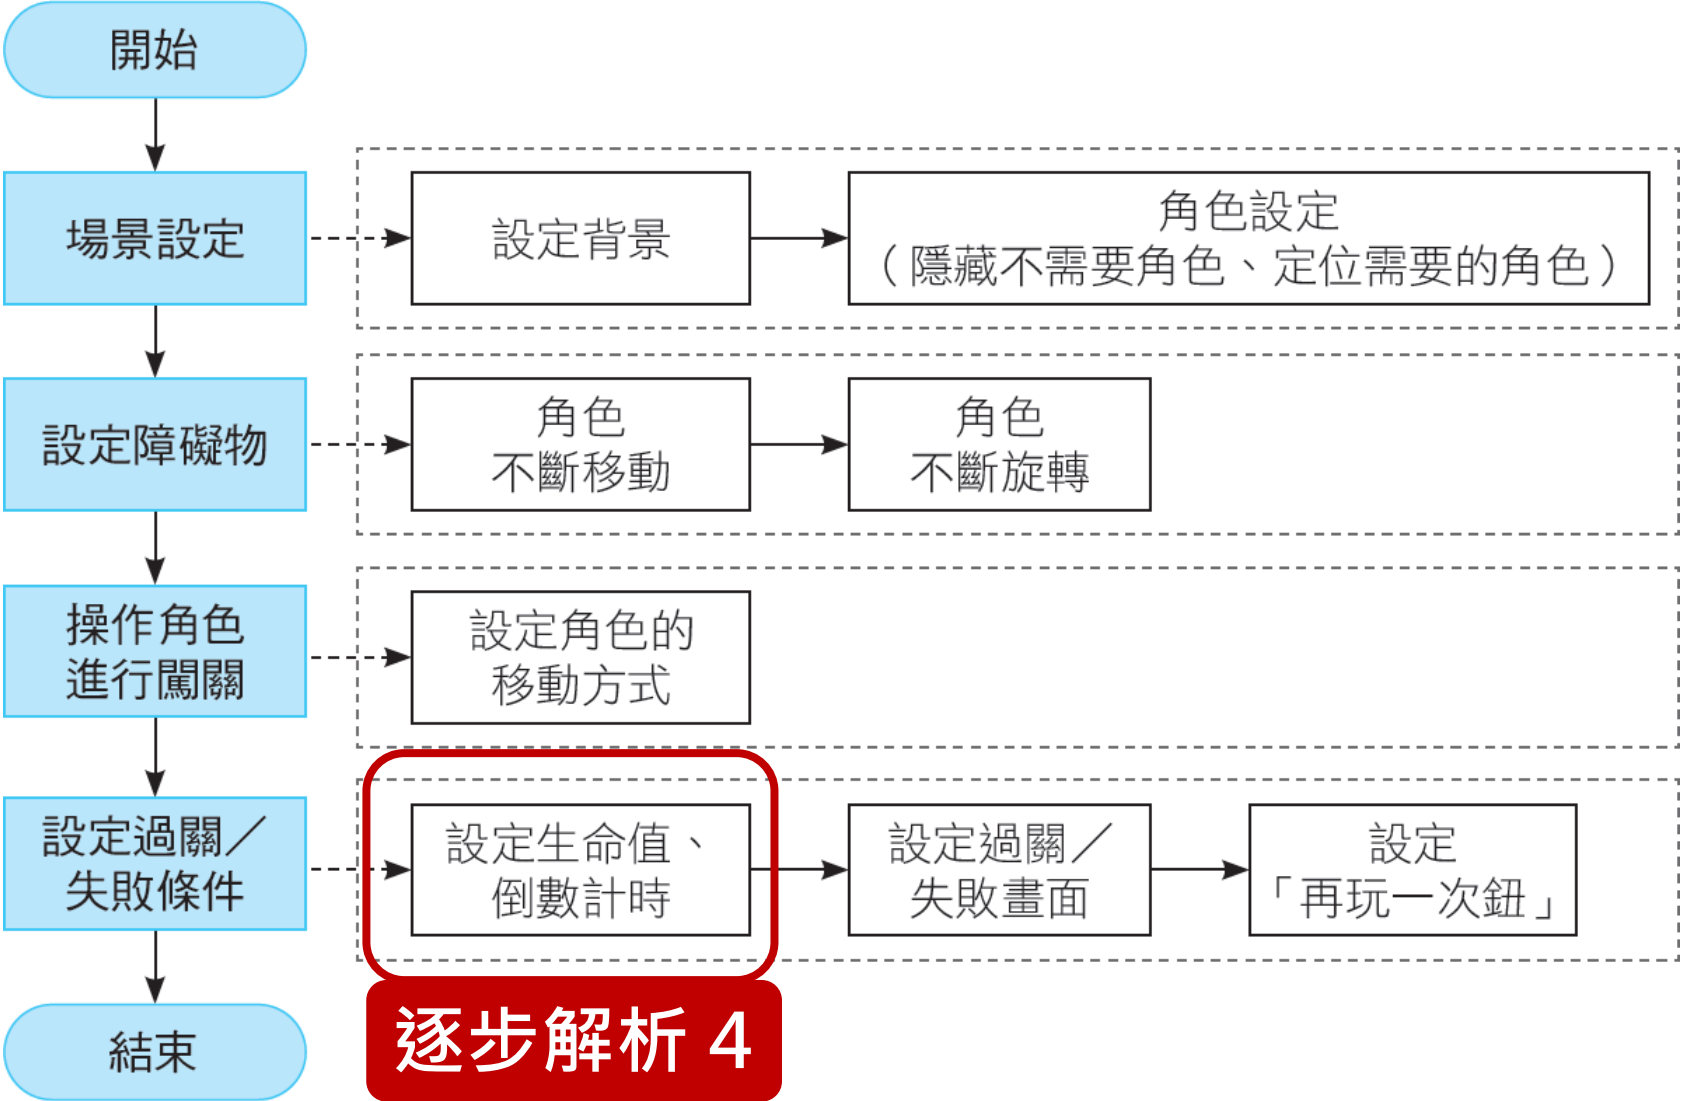 開始
場景設定
設定背景
角色設定
（隱藏不需要角色、定位需要的角色）
設定障礙物
角色
不斷移動
角色
不斷旋轉
操作角色
進行闖關
設定角色的
移動方式
設定過關／
失敗條件
設定生命值、
倒數計時
設定過關／
失敗畫面
設定
「再玩一次鈕」
逐步解析 4
結束